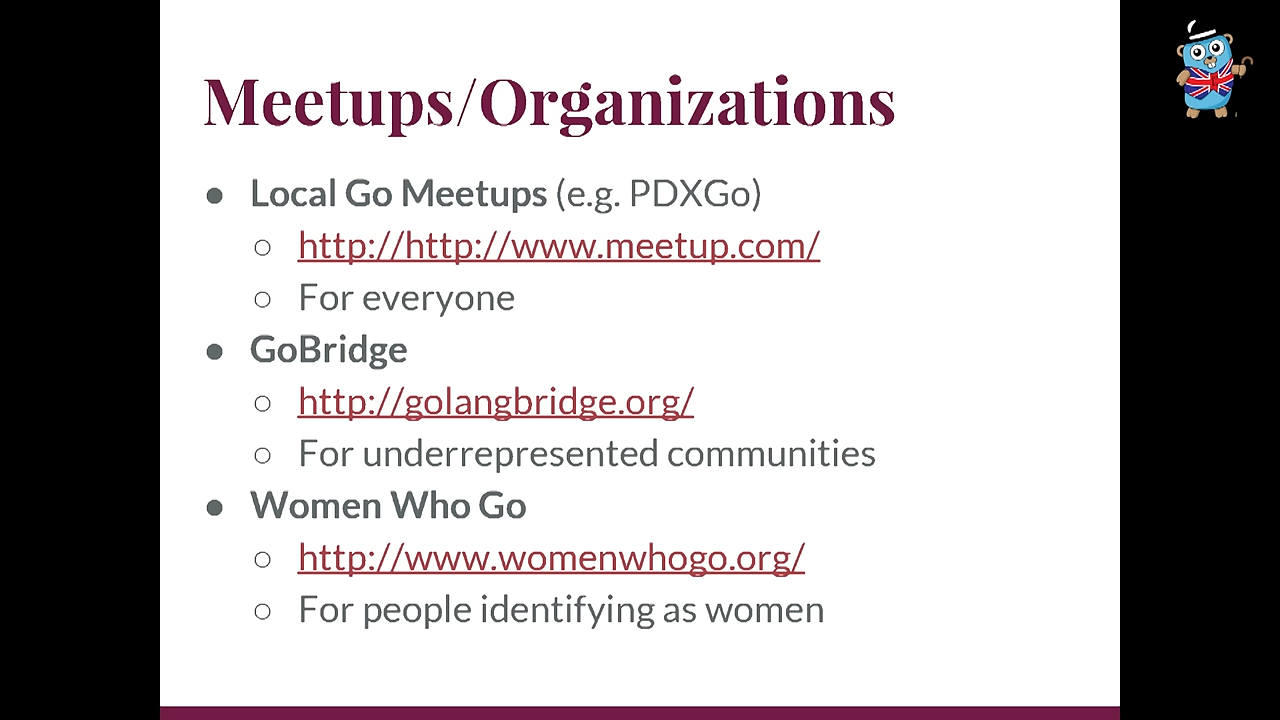 Meetups/Organizations
● Local Go Meetups (e.g. PDXGo)
○ http://http://www.meetup.com/
○ For everyone
● GoBridge
○ http://golangbridge.org/
○ For underrepresented communities
● Women Who Go
○ http://www.womenwhogo.org/
○ For people identifying as women